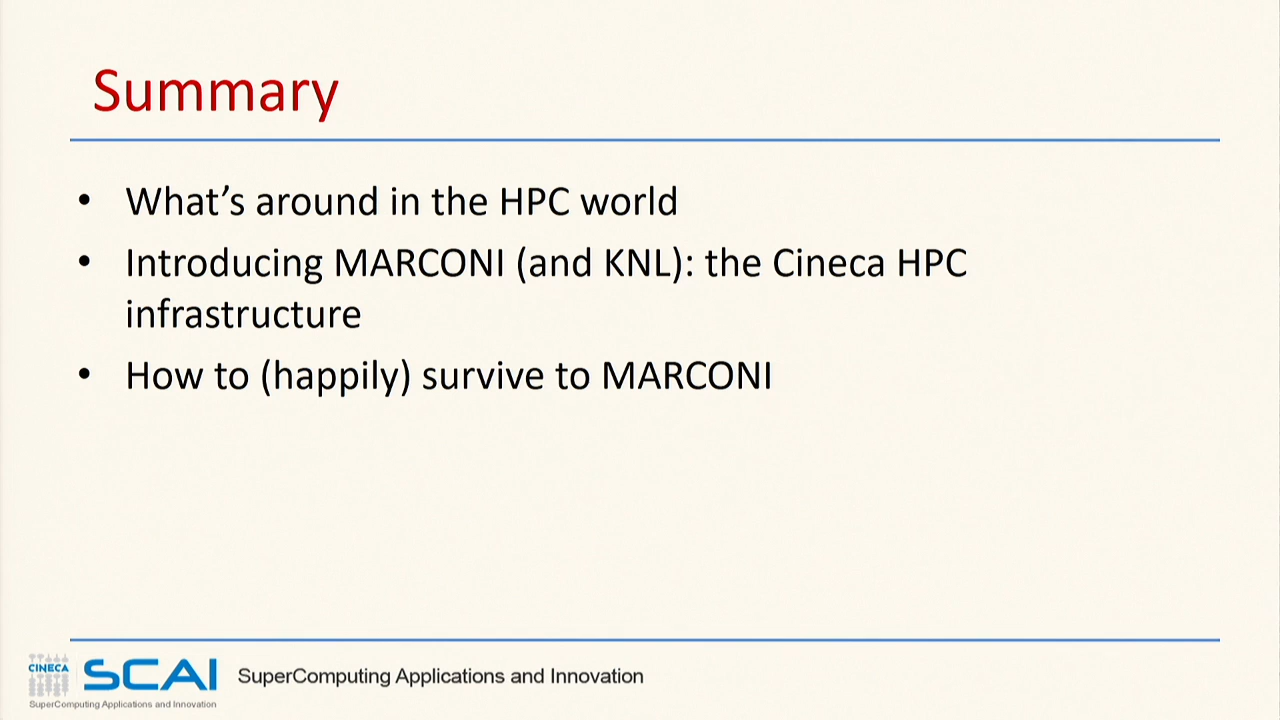 Summary
• What's around in the HPC world
• Introducing MARCONI (and KNL): the Cineca HPC
infrastructure
• How to (happily) survive to MARCONI
CINECA
SCAI
SuperComputing Applications and Innovation
SuperComputing Applications and Innovation